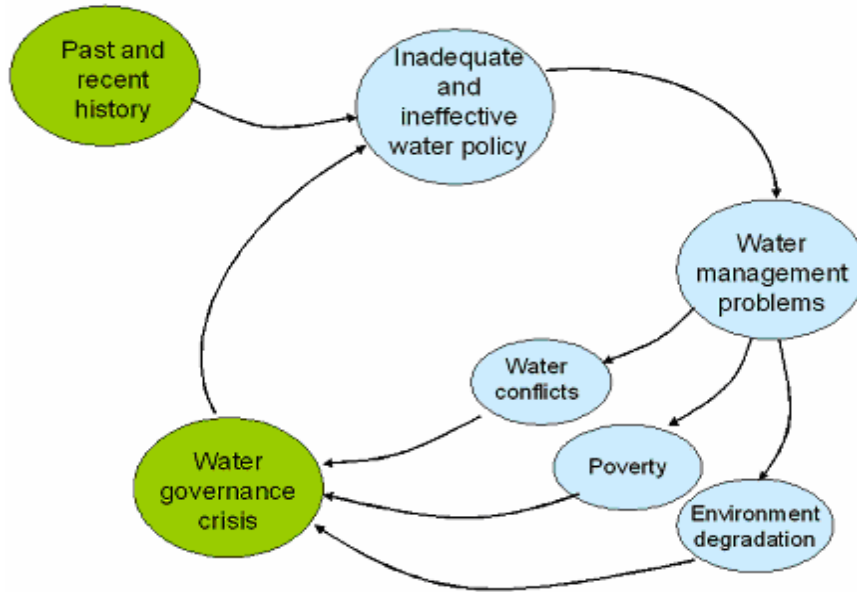 Past and
recent
history
Inadequate
and
ineffective
water policy
Water
management
problems
Water
conflicts
Poverty
Environment
degradation
Water
governance
crisis